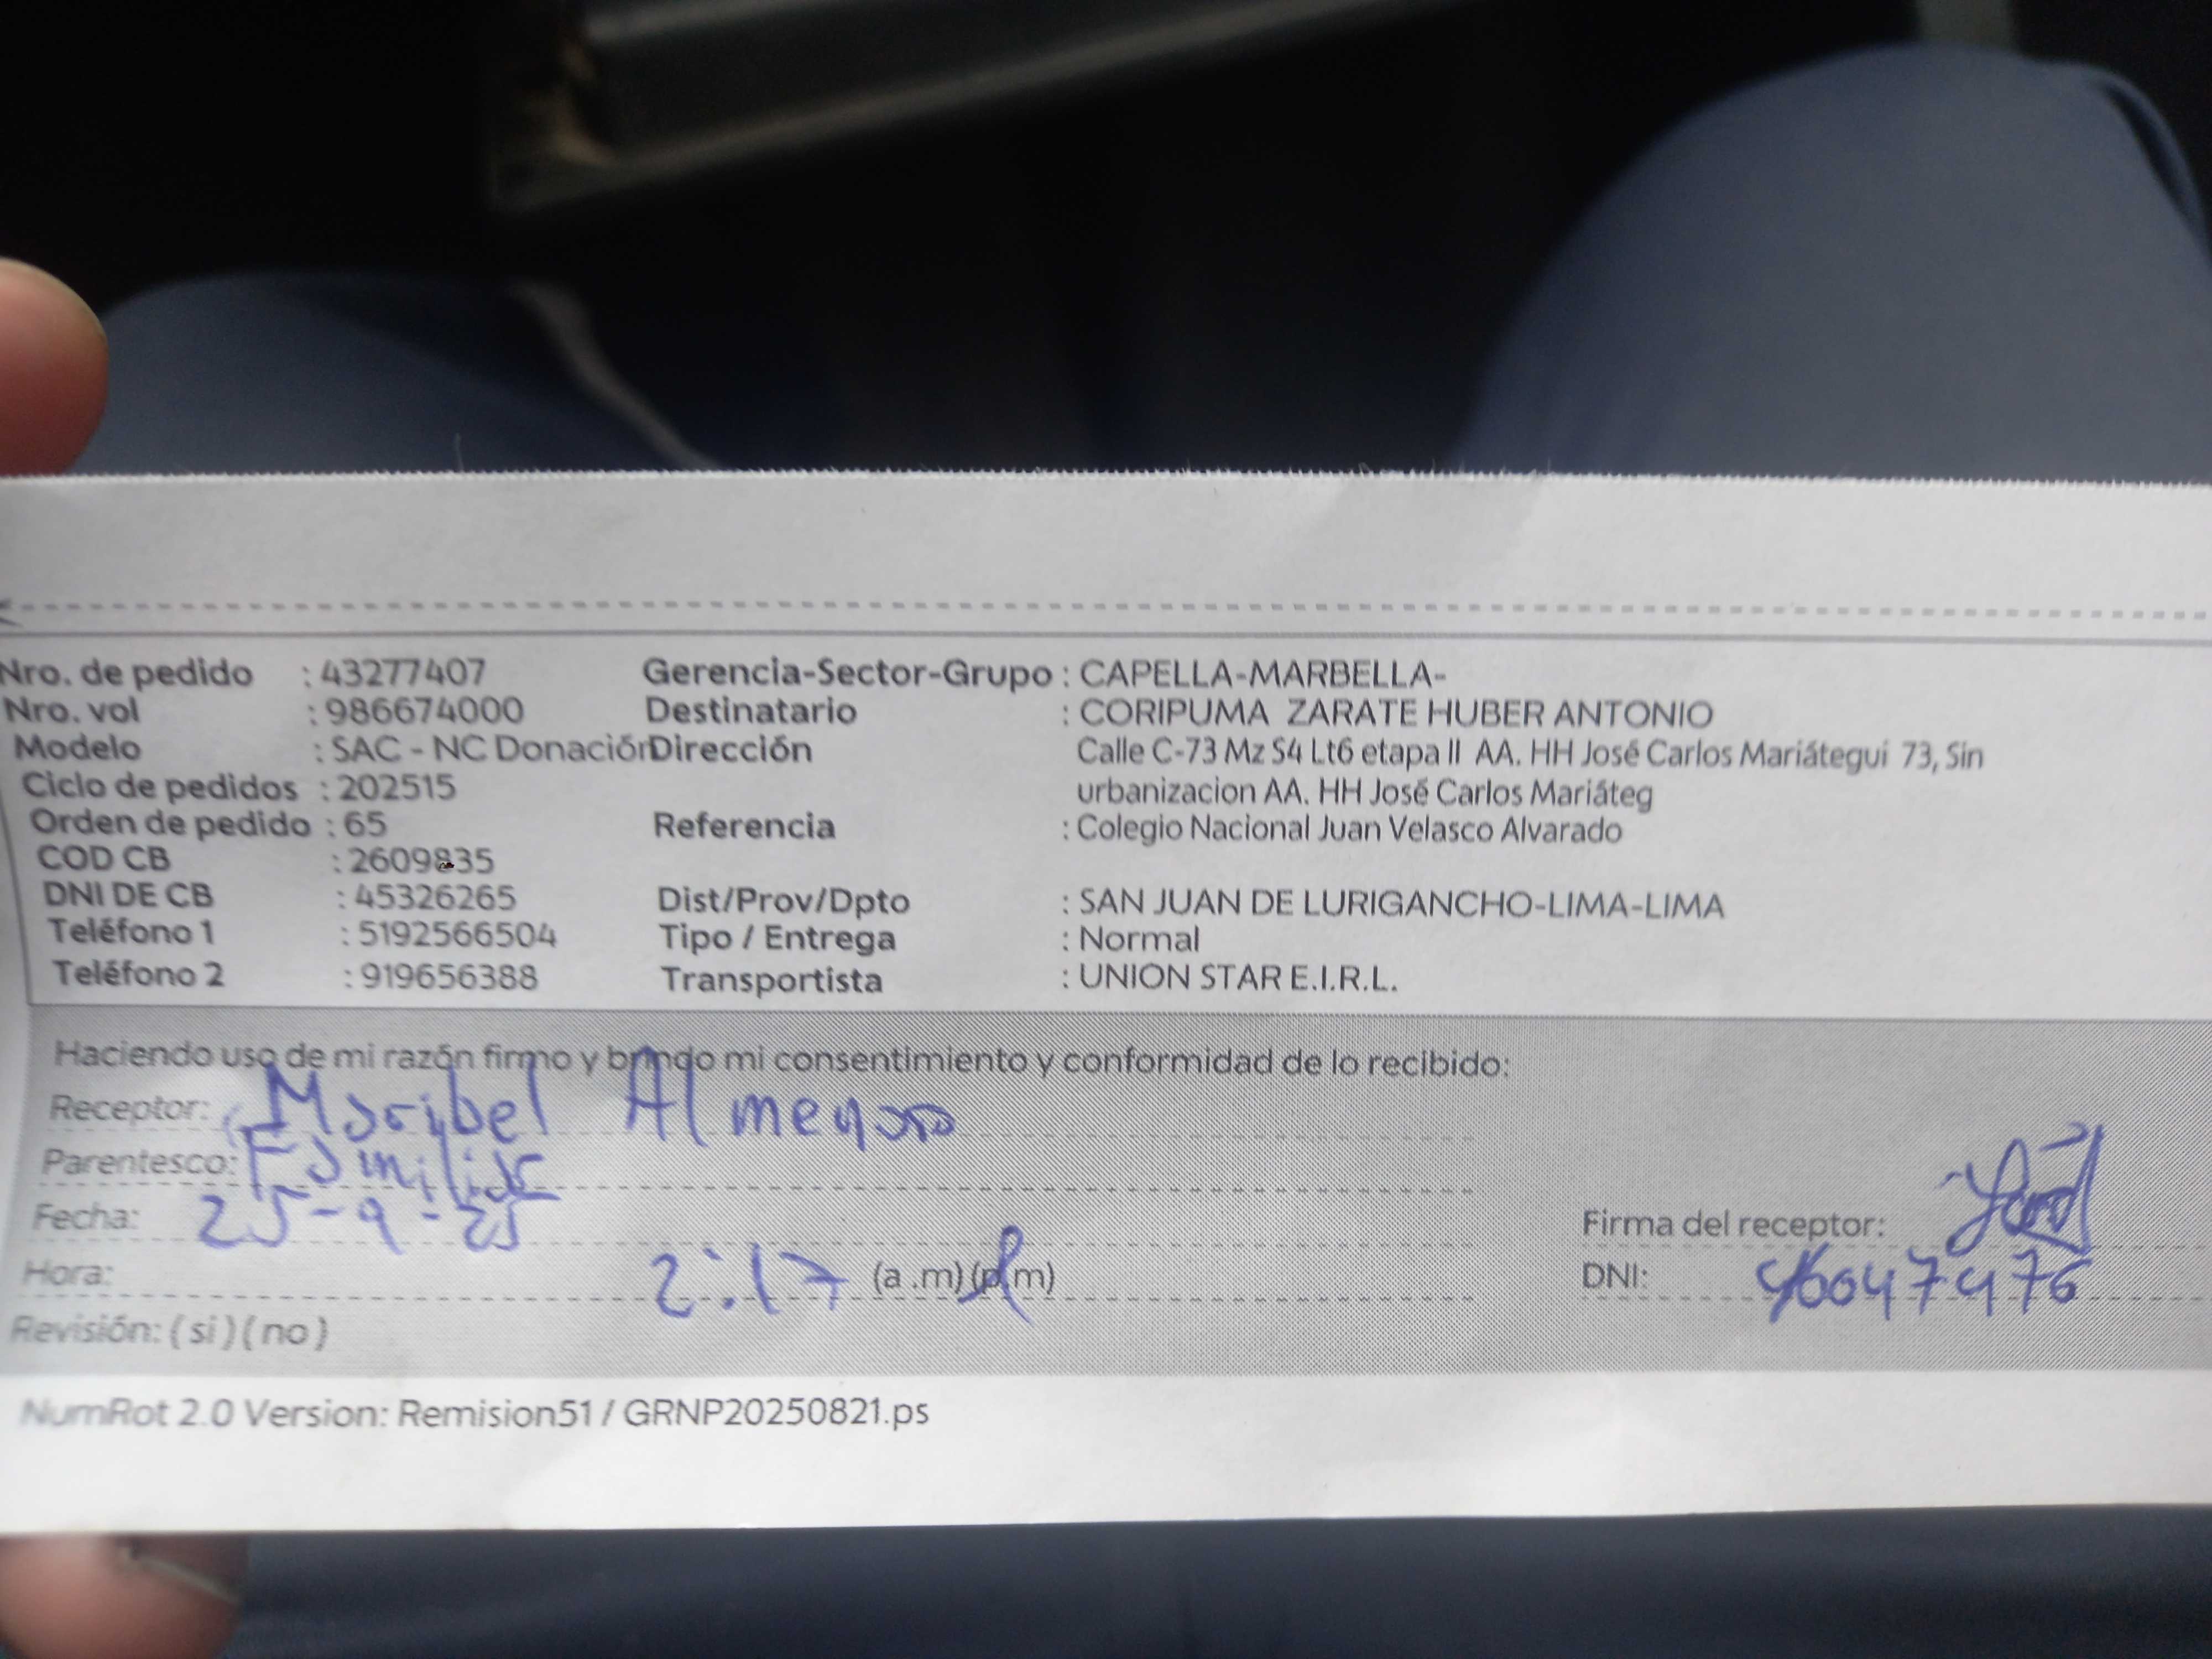 Nro. de pedido : 43277407 Gerencia-Sector-Grupo : CAPELLA-MARBELLA-
Nro. vol : 986674000 Destinatario : CORIPUMA ZARATE HUBER ANTONIO
Modelo : SAC - NC Donación Dirección Calle C-73 Mz S4 Lt6 etapa II AA. HH José Carlos Mariátegui 73, Sin
Ciclo de pedidos : 202515 urbanizacion AA. HH José Carlos Mariáteg
Orden de pedido : 65 Referencia : Colegio Nacional Juan Velasco Alvarado
COD CB : 2609835
DNI DE CB : 45326265 Dist/Prov/Dpto : SAN JUAN DE LURIGANCHO-LIMA-LIMA
Teléfono 1 : 5192566504 Tipo / Entrega : Normal
Teléfono 2 : 919656388 Transportista : UNION STAR E.I.R.L.
Haciendo uso de mi razón firmo y brindo mi consentimiento y conformidad de lo recibido:
Receptor: Maribel
Parentesco: Familiar
Fecha: 25-9-25 Firma del receptor:
Hora: 2:17 (a .m) (p.m) DNI:
Revisión: ( si ) ( no )
NumRot 2.0 Version: Remision51 / GRNP20250821.ps